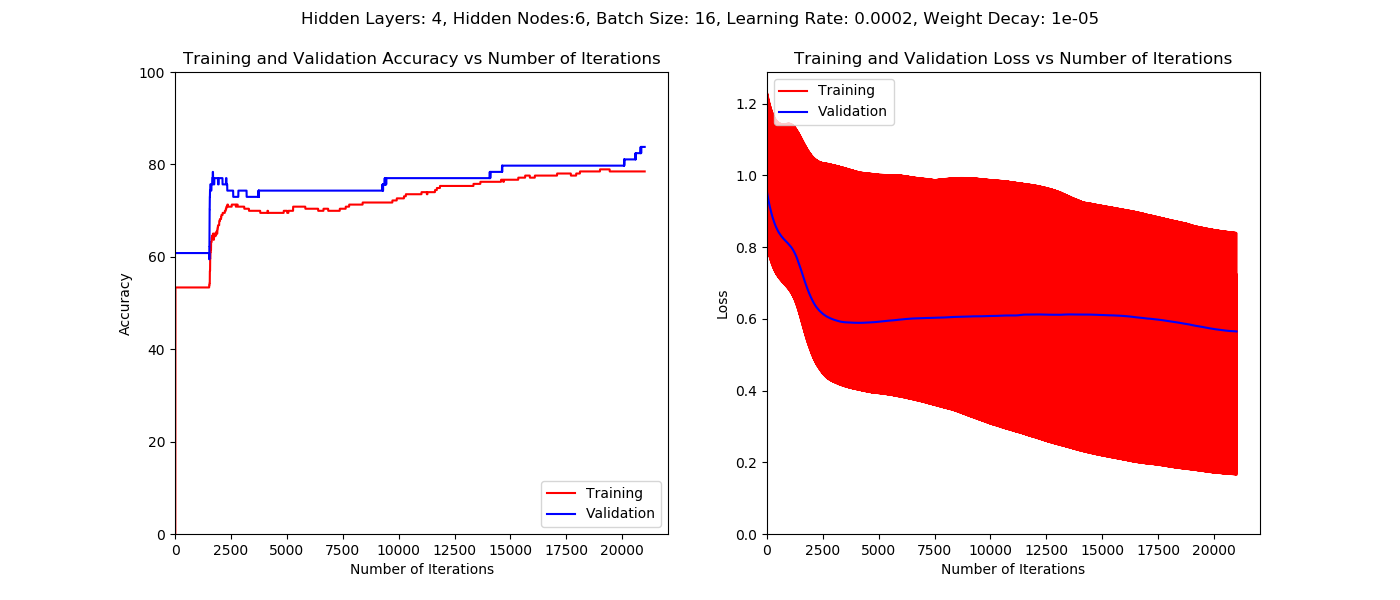 Hidden Layers: 4, Hidden Nodes:6, Batch Size: 16, Learning Rate: 0.0002, Weight Decay: 1e-05
Training and Validation Accuracy vs Number of Iterations
100
80
60
40
20
0
Accuracy
0 2500 5000 7500 10000 12500 15000 17500 20000
Number of Iterations
Training
Validation
Training and Validation Loss vs Number of Iterations
1.2
1.0
0.8
0.6
0.4
0.2
0.0
Loss
0 2500 5000 7500 10000 12500 15000 17500 20000
Number of Iterations
Training
Validation